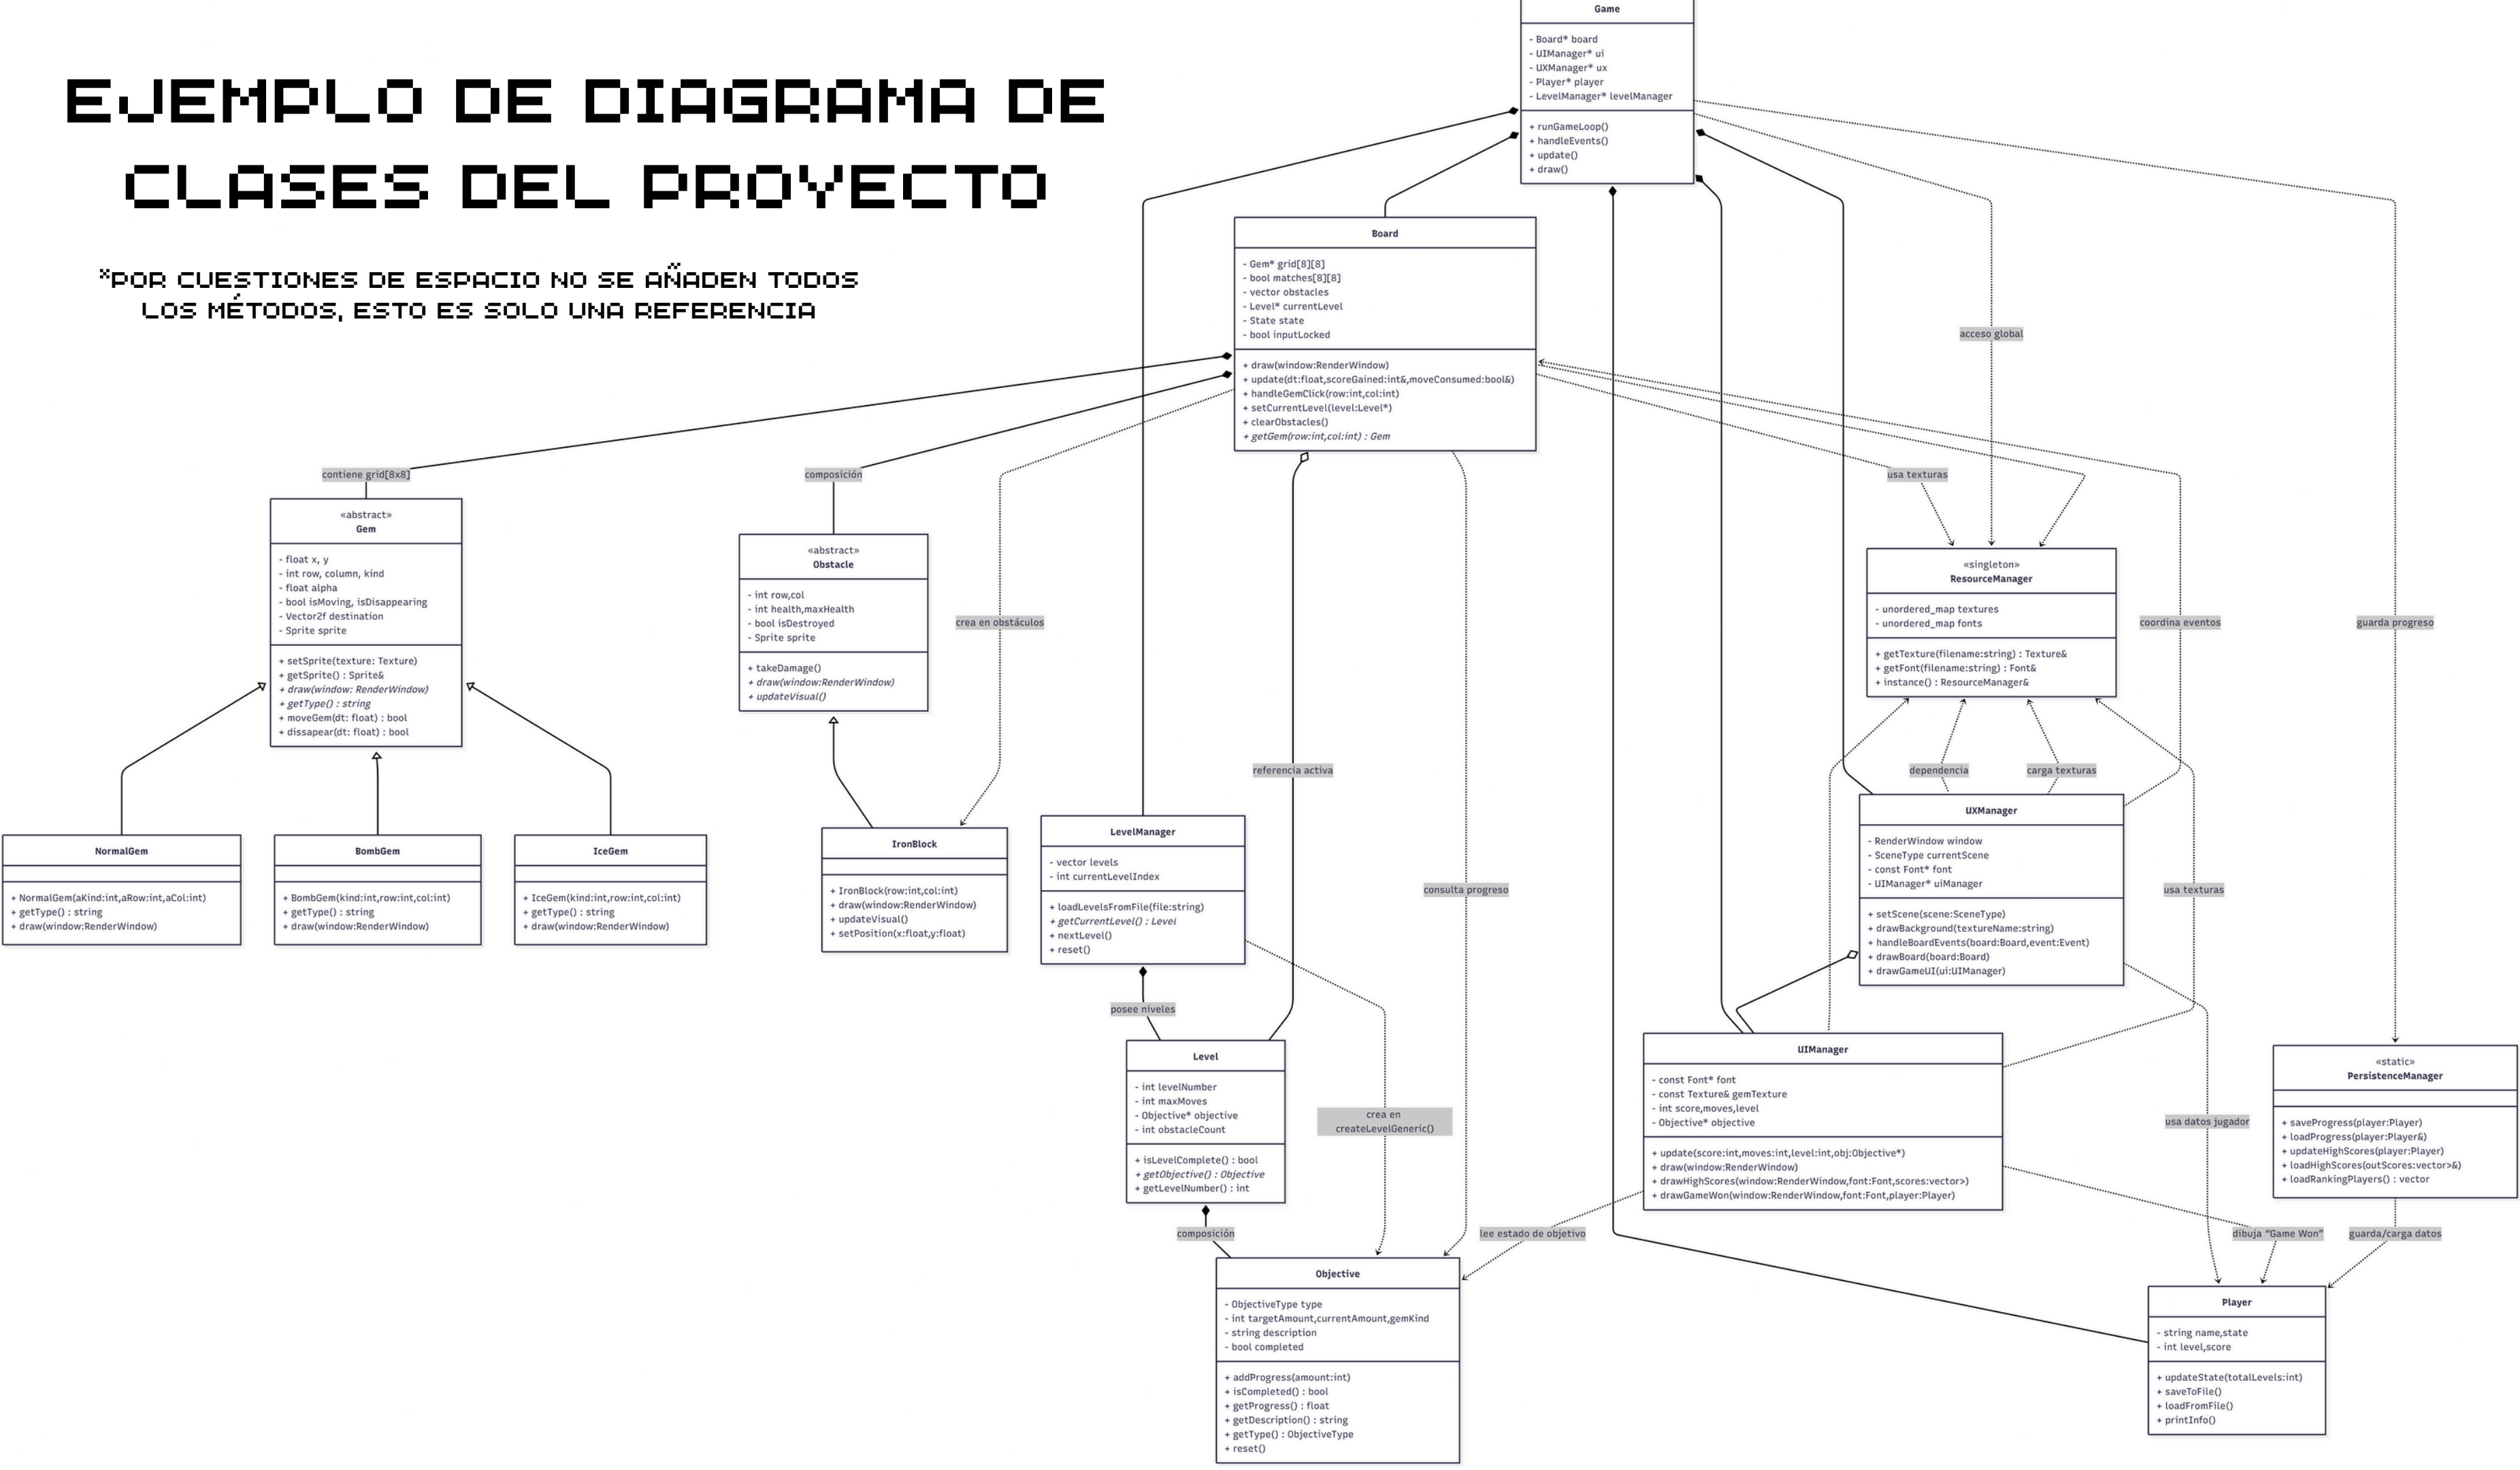 EJEMPLO DE DIAGRAMA DE
CLASES DEL PROYECTO
*POR CUESTIONES DE ESPACIO NO SE AÑADEN TODOS
LOS MÉTODOS, ESTO ES SOLO UNA REFERENCIA
Game
- Board* board
- UIManager* ui
- UXManager* ux
- Player* player
- LevelManager* levelManager
+ runGameLoop()
+ handleEvents()
+ update()
+ draw()
Board
- Gem* grid[8][8]
- bool matches[8][8]
- vector obstacles
- Level* currentLevel
- State state
- bool inputLocked
+ draw(window:RenderWindow)
+ update(dt:float,scoreGained:int&,moveConsumed:bool&)
+ handleGemClick(row:int,col:int)
+ setCurrentLevel(level:Level*)
+ clearObstacles()
+ getGem(row:int,col:int) : Gem
acceso global
contiene grid[8x8]
composición
usa texturas
«abstract»
Gem
- float x, y
- int row, column, kind
- float alpha
- bool isMoving, isDisappearing
- Vector2f destination
- Sprite sprite
+ setSprite(texture: Texture)
+ getSprite() : Sprite&
+ draw(window: RenderWindow)
+ getType() : string
+ moveGem(dt: float) : bool
+ dissapear(dt: float) : bool
«abstract»
Obstacle
- int row,col
- int health,maxHealth
- bool isDestroyed
- Sprite sprite
+ takeDamage()
+ draw(window:RenderWindow)
+ updateVisual()
crea en obstáculos
«singleton»
ResourceManager
- unordered_map textures
- unordered_map fonts
+ getTexture(filename:string) : Texture&
+ getFont(filename:string) : Font&
+ instance() : ResourceManager&
coordina eventos
guarda progreso
referencia activa
dependencia
carga texturas
NormalGem
+ NormalGem(aKind:int,aRow:int,aCol:int)
+ getType() : string
+ draw(window:RenderWindow)
BombGem
+ BombGem(kind:int,row:int,col:int)
+ getType() : string
+ draw(window:RenderWindow)
IceGem
+ IceGem(kind:int,row:int,col:int)
+ getType() : string
+ draw(window:RenderWindow)
IronBlock
+ IronBlock(row:int,col:int)
+ draw(window:RenderWindow)
+ updateVisual()
+ setPosition(x:float,y:float)
LevelManager
- vector levels
- int currentLevelIndex
+ loadLevelsFromFile(file:string)
+ getCurrentLevel() : Level
+ nextLevel()
+ reset()
consulta progreso
UXManager
- RenderWindow window
- SceneType currentScene
- const Font* font
- UIManager* uiManager
+ setScene(scene:SceneType)
+ drawBackground(textureName:string)
+ handleBoardEvents(board:Board,event:Event)
+ drawBoard(board:Board)
+ drawGameUI(ui:UIManager)
usa texturas
posee niveles
Level
- int levelNumber
- int maxMoves
- Objective* objective
- int obstacleCount
+ isLevelComplete() : bool
+ getObjective() : Objective
+ getLevelNumber() : int
crea en
createLevelGeneric()
UIManager
- const Font* font
- const Texture& gemTexture
- int score,moves,level
- Objective* objective
+ update(score:int,moves:int,level:int,obj:Objective*)
+ draw(window:RenderWindow)
+ drawHighScores(window:RenderWindow,font:Font,scores:vector>)
+ drawGameWon(window:RenderWindow,font:Font,player:Player)
usa datos jugador
«static»
PersistenceManager
+ saveProgress(player:Player)
+ loadProgress(player:Player&)
+ updateHighScores(player:Player)
+ loadHighScores(outScores:vector>&)
+ loadRankingPlayers() : vector
composición
lee estado de objetivo
dibuja “Game Won”
guarda/carga datos
Objective
- ObjectiveType type
- int targetAmount,currentAmount,gemKind
- string description
- bool completed
+ addProgress(amount:int)
+ isCompleted() : bool
+ getProgress() : float
+ getDescription() : string
+ getType() : ObjectiveType
+ reset()
Player
- string name,state
- int level,score
+ updateState(totalLevels:int)
+ saveToFile()
+ loadFromFile()
+ printInfo()